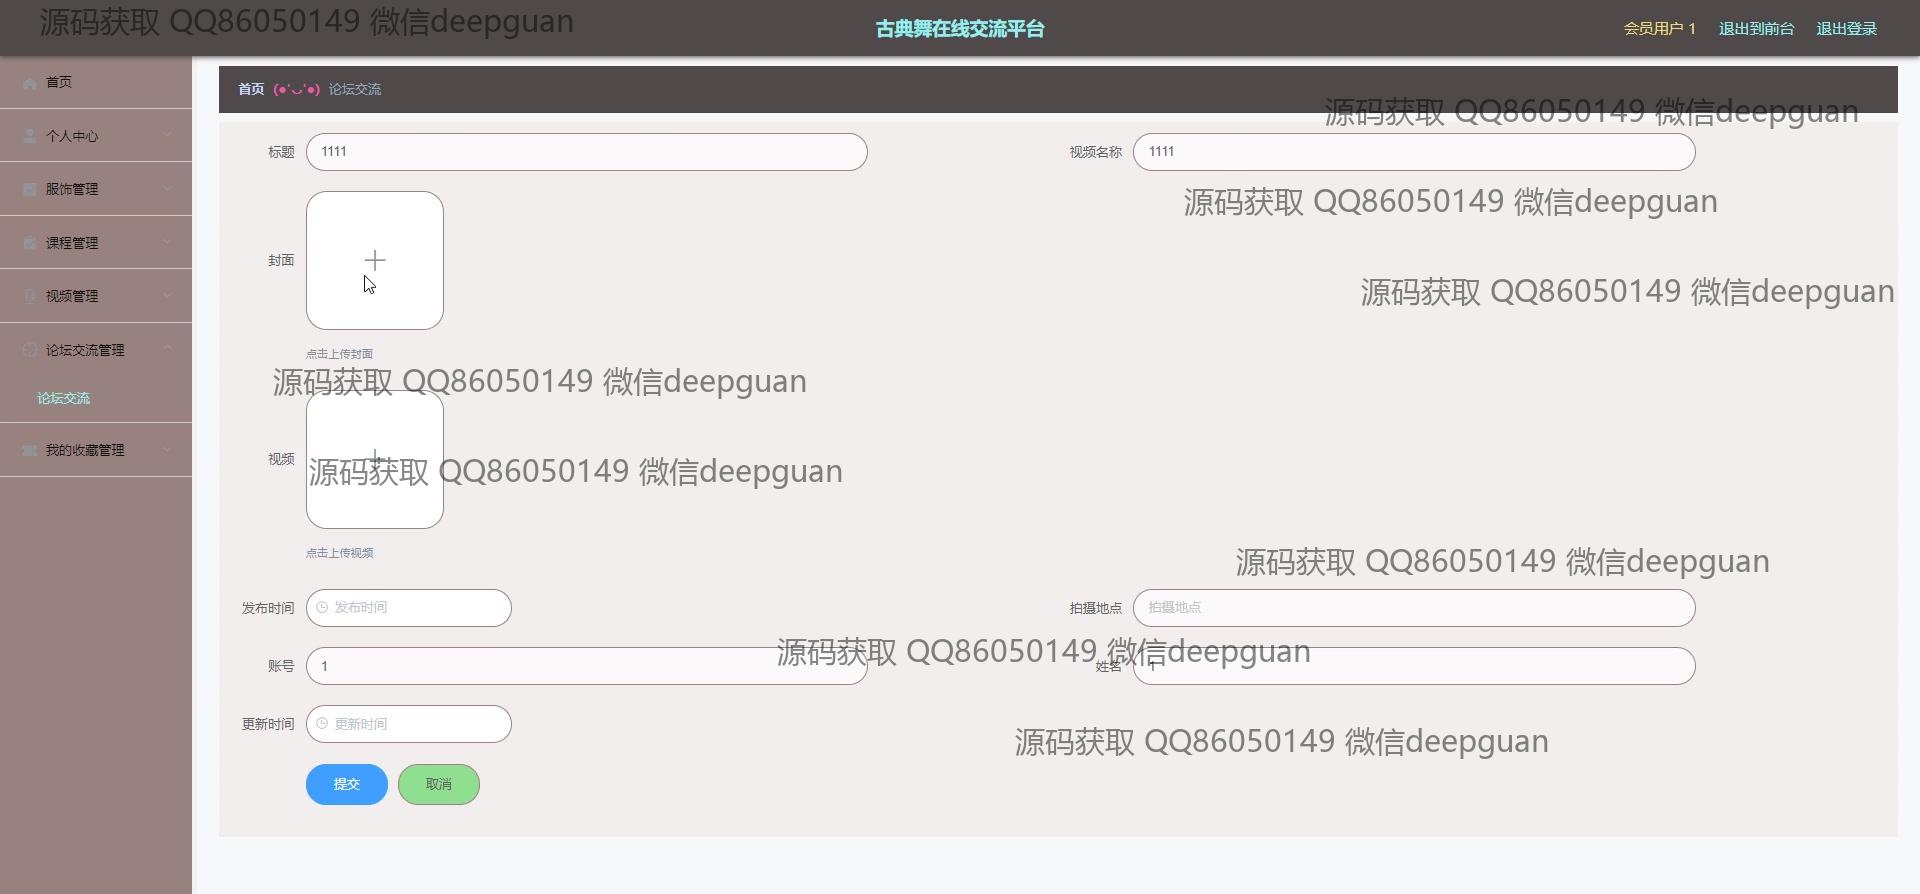 源码获取 QQ86050149 微信deepguan
古典舞在线交流平台
会员用户 1 退出到前台 退出登录
首页
个人中心
服饰管理
课程管理
视频管理
论坛交流管理
论坛交流
我的收藏管理
首页 (●'◡'●) 论坛交流
源码获取 QQ86050149 微信deepguan
标题 1111
视频名称 1111
源码获取 QQ86050149 微信deepguan
封面
源码获取 QQ86050149 微信deepguan
点击上传封面
源码获取 QQ86050149 微信deepguan
视频
源码获取 QQ86050149 微信deepguan
点击上传视频
源码获取 QQ86050149 微信deepguan
发布时间 发布时间
拍摄地点 拍摄地点
源码获取 QQ86050149 微信deepguan
账号 1
姓名 1
更新时间 更新时间
源码获取 QQ86050149 微信deepguan
提交 取消